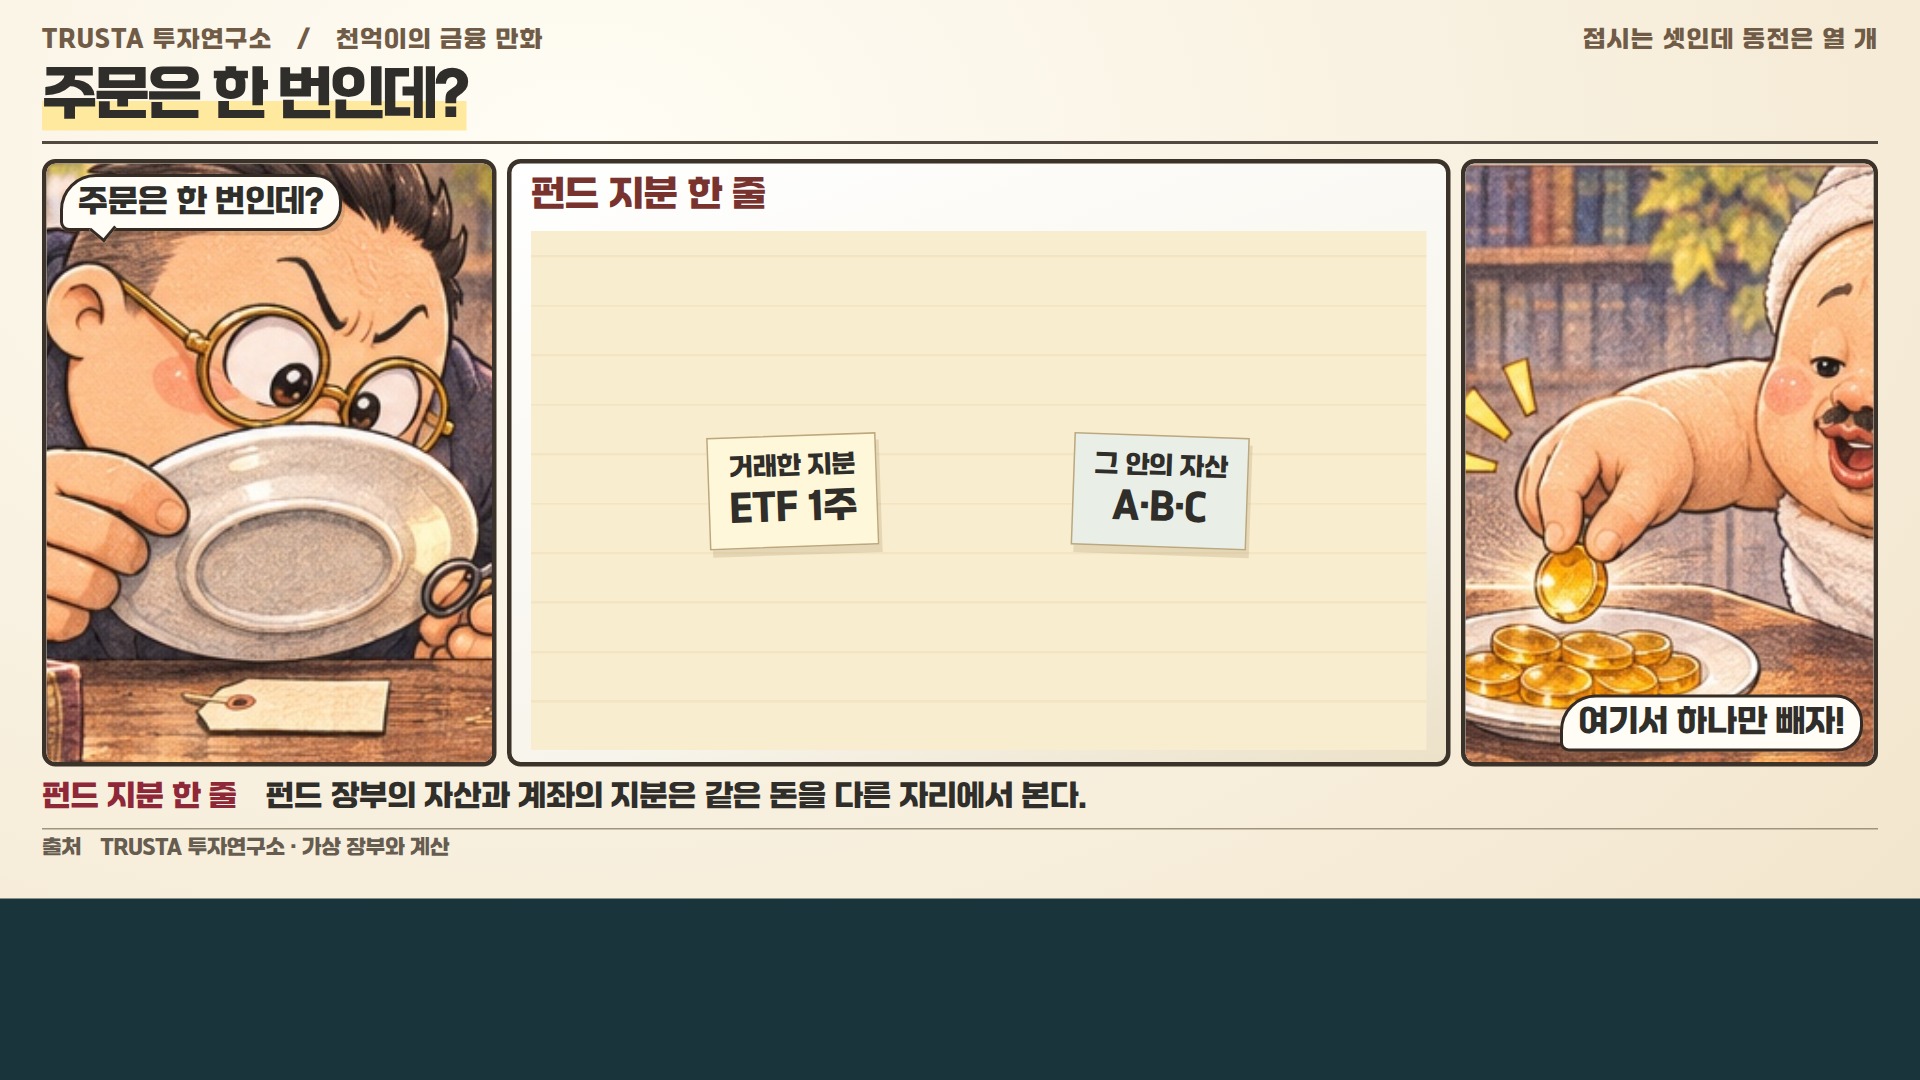 TRUSTA 투자연구소 / 천억이의 금융 만화
접시는 셋인데 동전은 열 개
주문은 한 번인데?
주문은 한 번인데?
펀드 지분 한 줄
거래한 지분
ETF 1주
그 안의 자산
A·B·C
여기서 하나만 빼자!
펀드 지분 한 줄 펀드 장부의 자산과 계좌의 지분은 같은 돈을 다른 자리에서 본다.
출처 TRUSTA 투자연구소 · 가상 장부와 계산